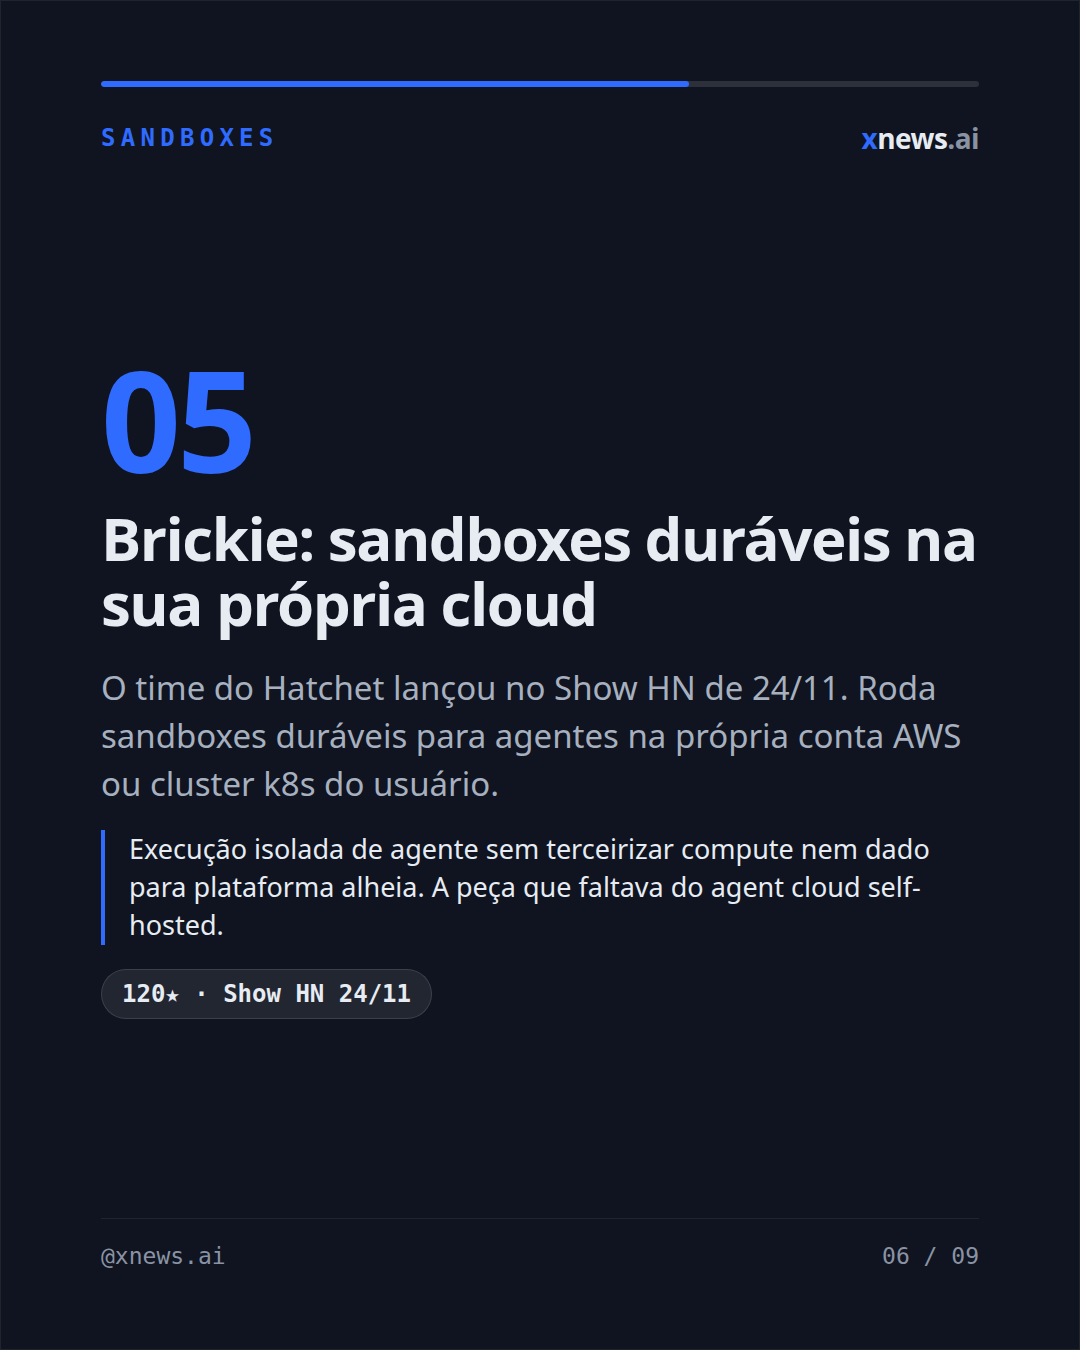 SANDBOXES
xnews.ai
05
Brickie: sandboxes duráveis na
sua própria cloud
O time do Hatchet lançou no Show HN de 24/11. Roda
sandboxes duráveis para agentes na própria conta AWS
ou cluster k8s do usuário.
Execução isolada de agente sem terceirizar compute nem dado
para plataforma alheia. A peça que faltava do agent cloud self-
hosted.
120★ · Show HN 24/11
@xnews.ai
06 / 09